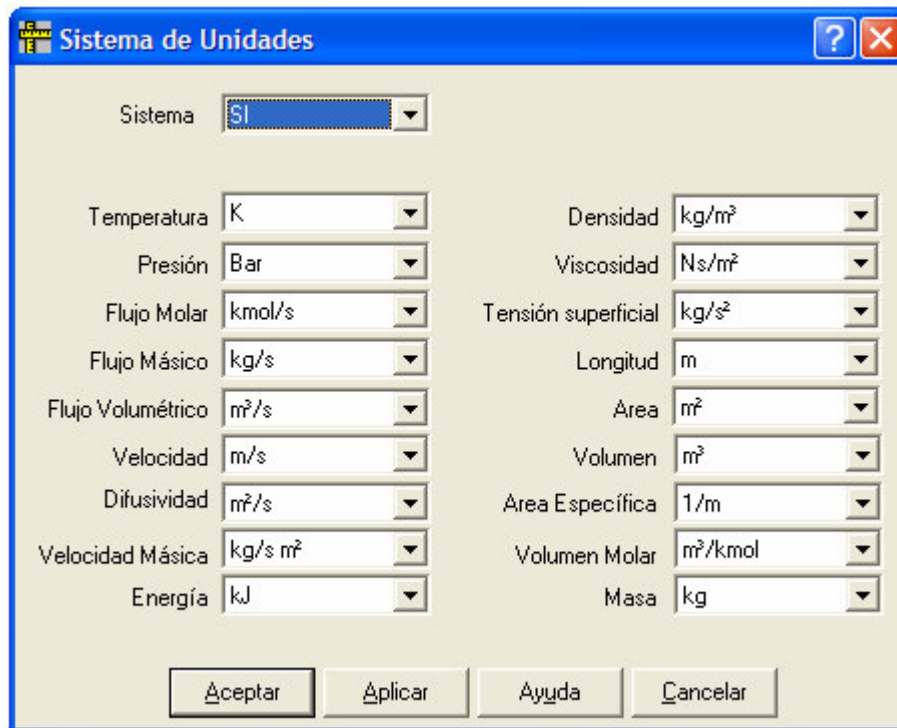 Sistema de Unidades
Sistema SI
Temperatura K
Presión Bar
Flujo Molar kmol/s
Flujo Másico kg/s
Flujo Volumétrico m³/s
Velocidad m/s
Difusividad m²/s
Velocidad Másica kg/s m²
Energía kJ
Densidad kg/m³
Viscosidad Ns/m²
Tensión superficial kg/s²
Longitud m
Area m²
Volumen m³
Area Específica 1/m
Volumen Molar m³/kmol
Masa kg
Aceptar Aplicar Ayuda Cancelar